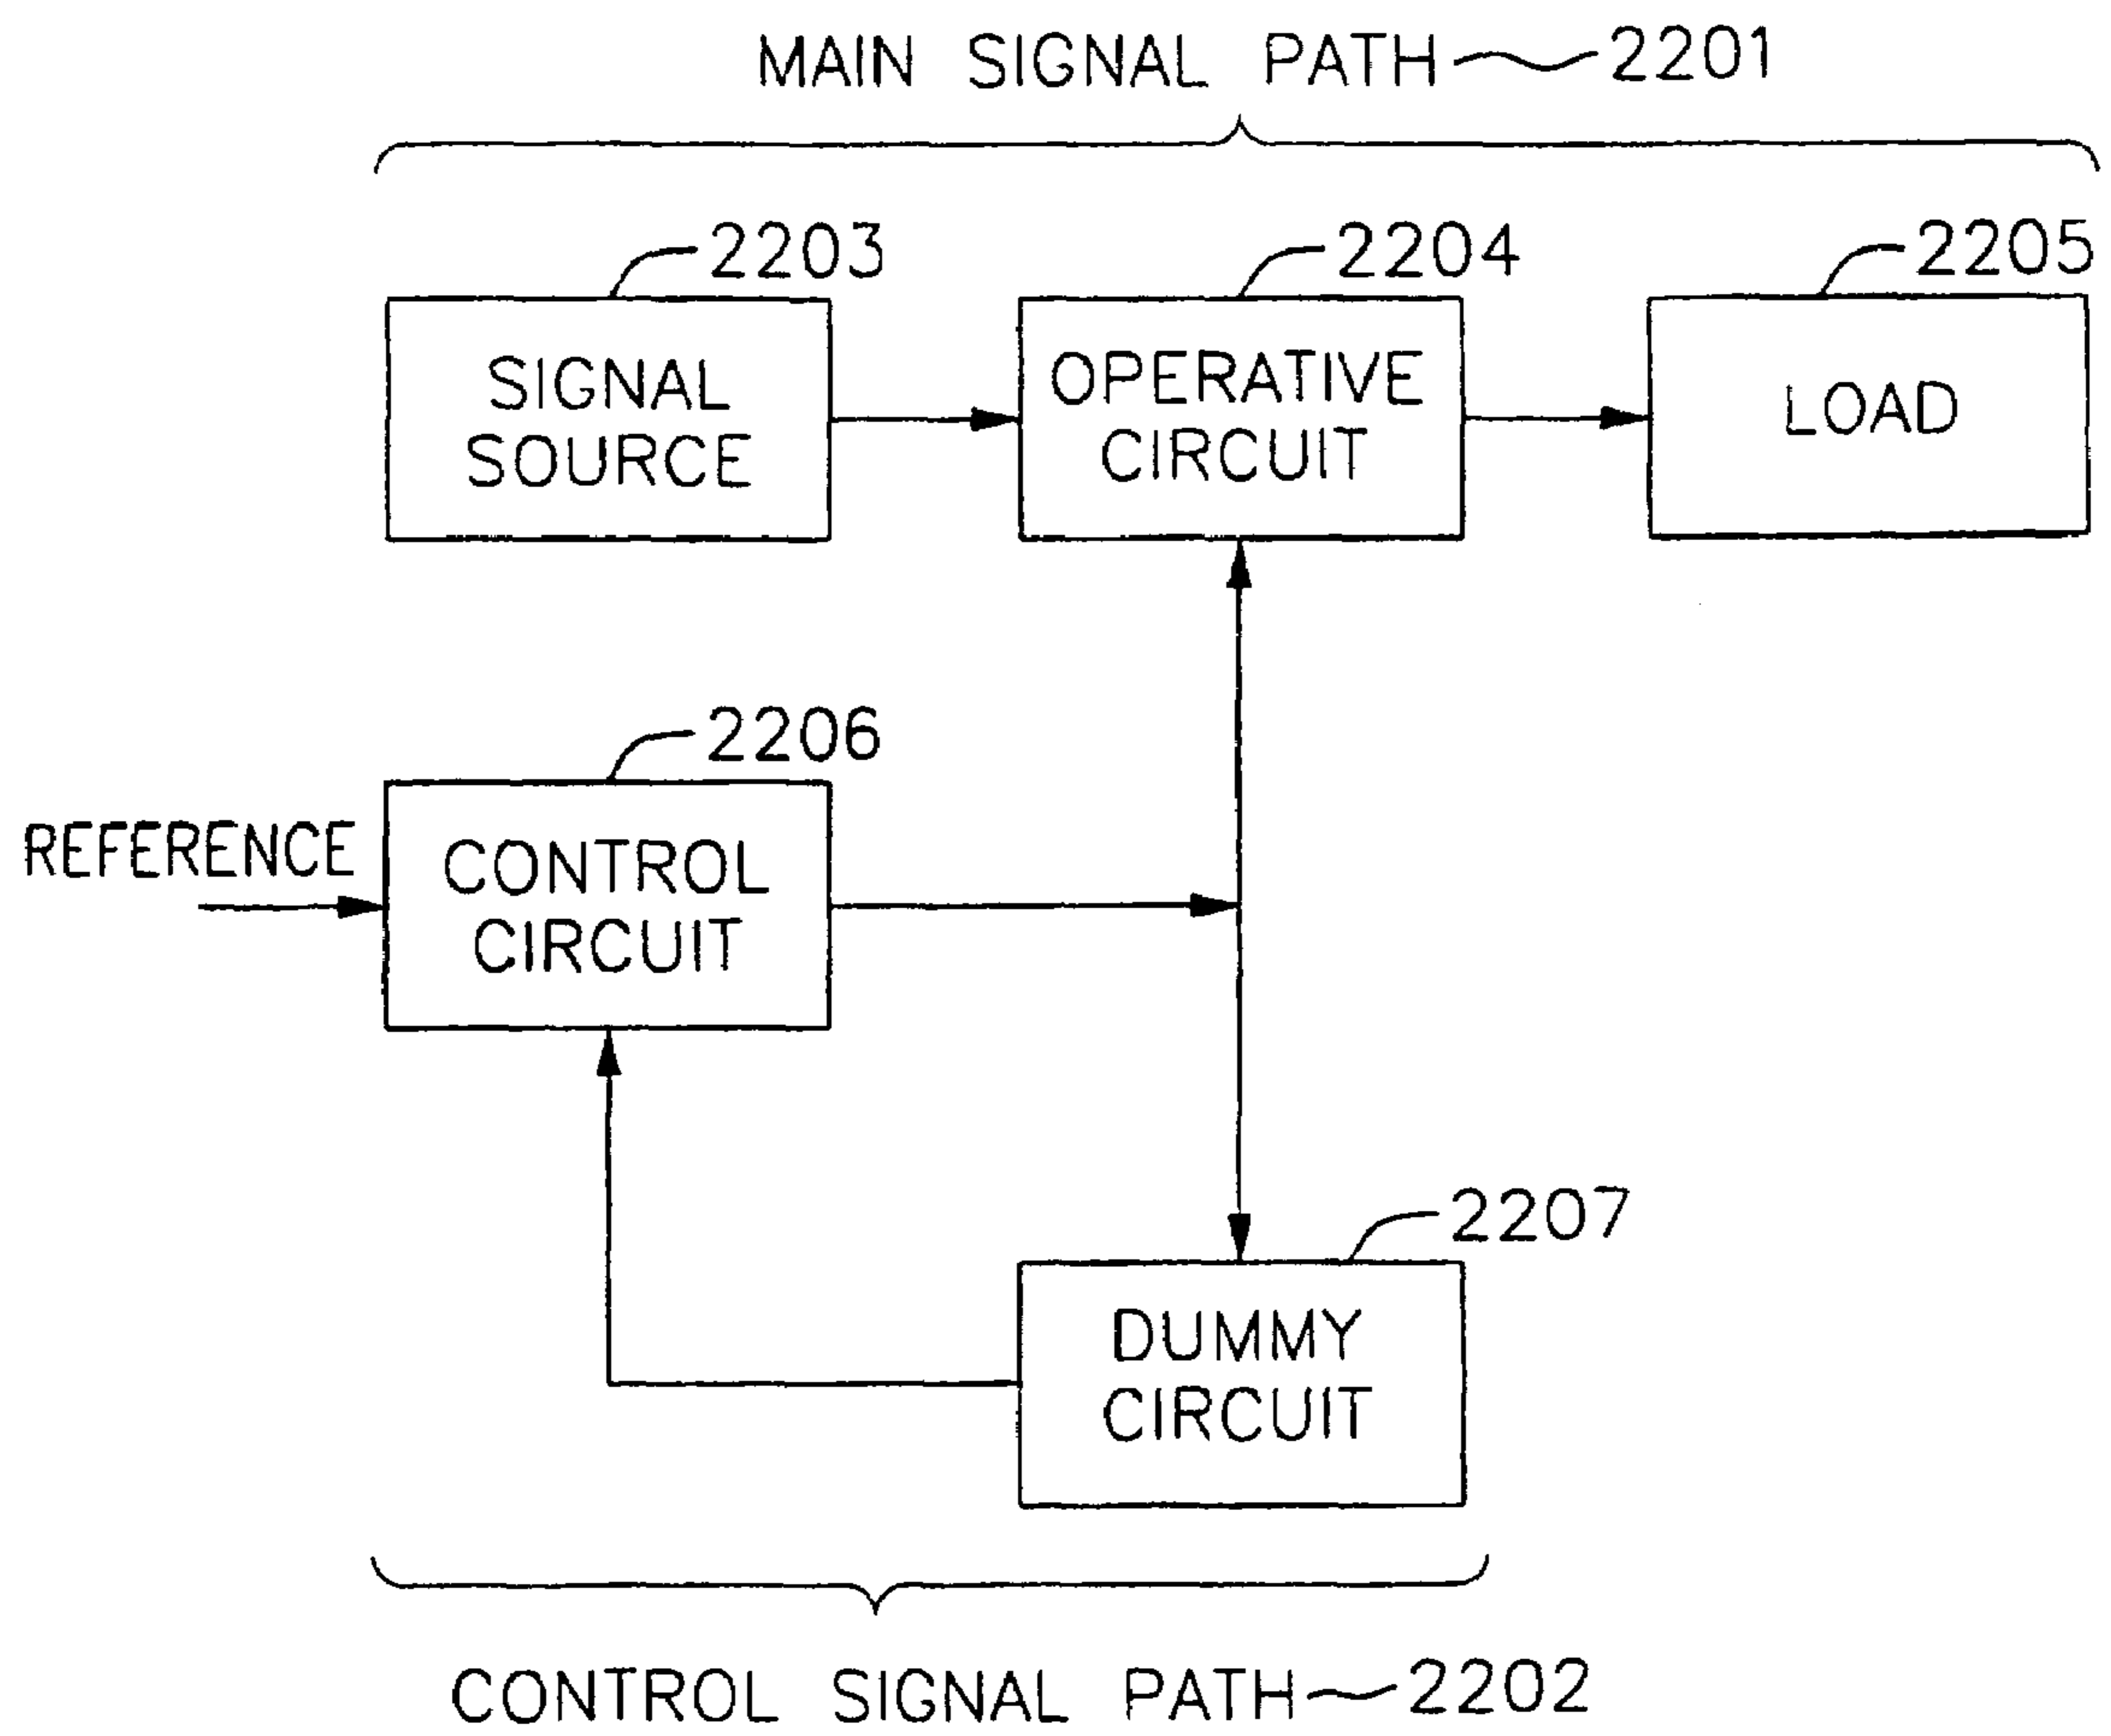 MAIN SIGNAL PATH 2201
2203
2204
2205
SIGNAL
SOURCE
OPERATIVE
CIRCUIT
LOAD
2206
REFERENCE
CONTROL
CIRCUIT
2207
DUMMY
CIRCUIT
CONTROL SIGNAL PATH 2202